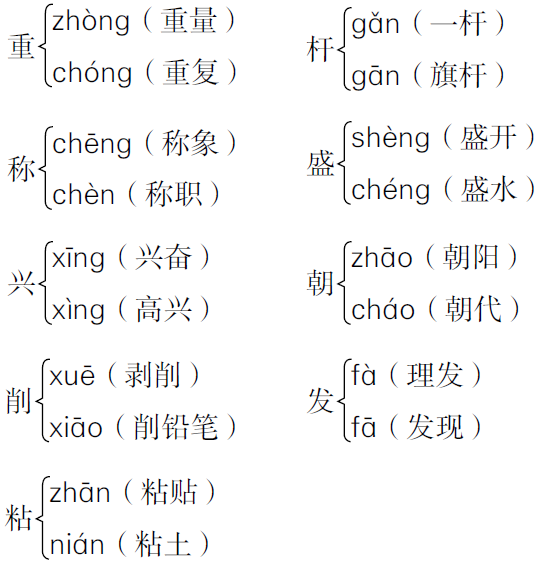 重
zhòng（重量）
chóng（重复）
杆
gǎn（一杆）
gān（旗杆）
称
chēng（称象）
chèn（称职）
盛
shèng（盛开）
chéng（盛水）
兴
xīng（兴奋）
xìng（高兴）
朝
zhāo（朝阳）
cháo（朝代）
削
xuē（剥削）
xiāo（削铅笔）
发
fà（理发）
fā（发现）
粘
zhān（粘贴）
nián（粘土）